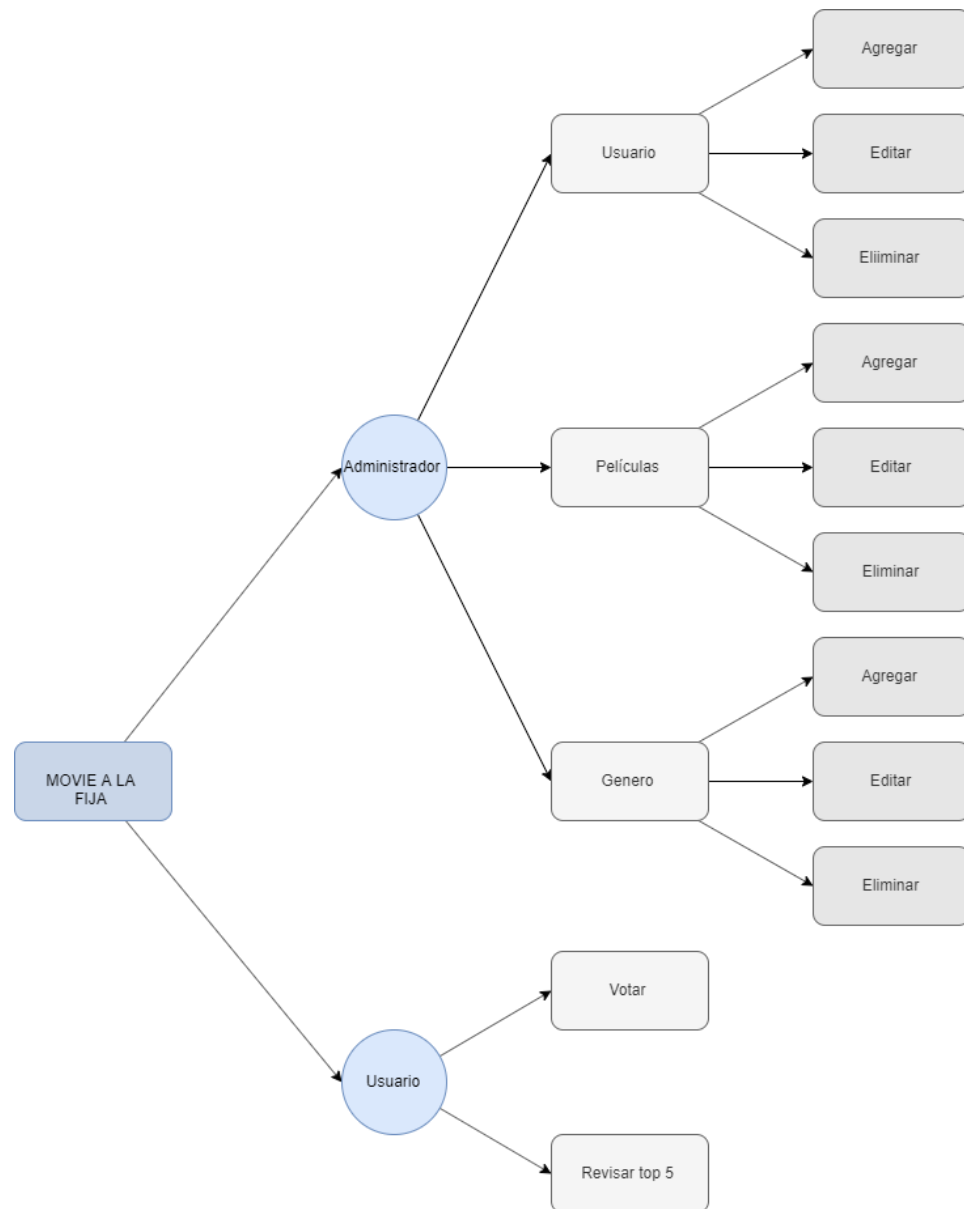 Agregar
Usuario
Editar
Eliiminar
Agregar
Administrador
Películas
Editar
Eliminar
Agregar
MOVIE A LA
FIJA
Genero
Editar
Eliminar
Votar
Usuario
Revisar top 5